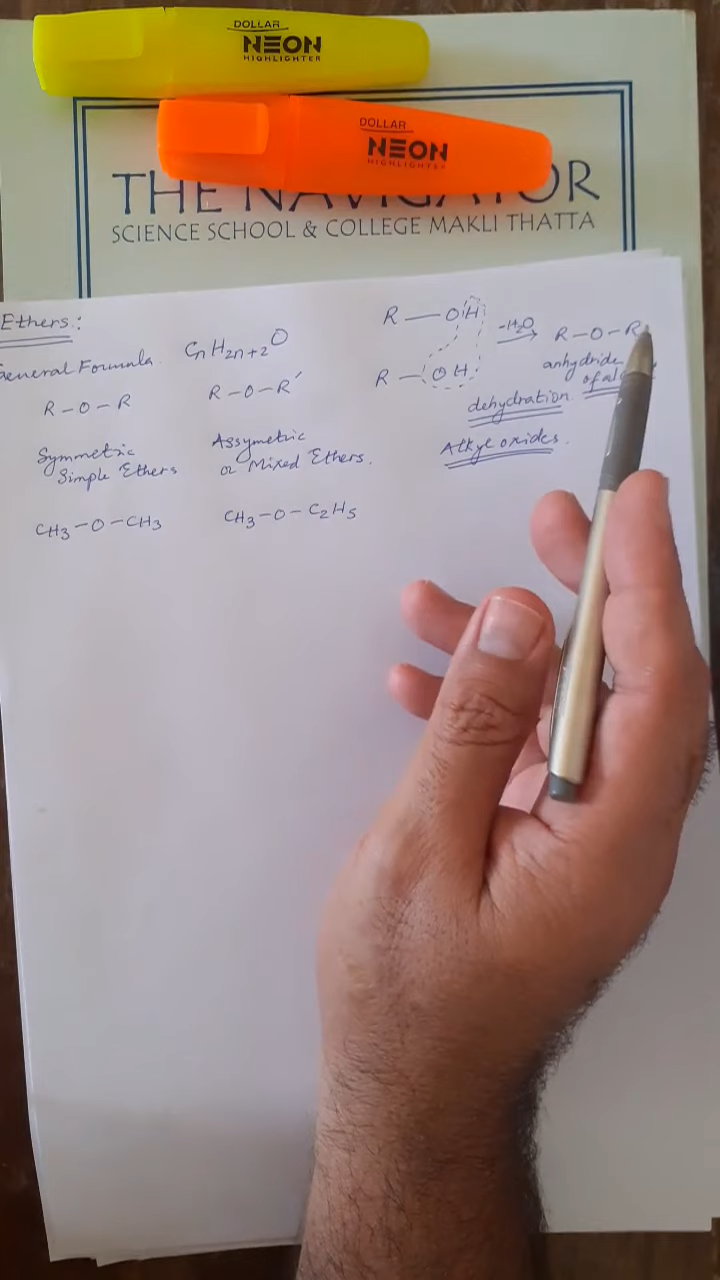 DOLLAR
NEON
HIGHLIGHTER
DOLLAR
NEON
HIGHLIGHTER
THE NAVIGATOR
SCIENCE SCHOOL & COLLEGE MAKLI THATTA
Ethers:
General Formula CnH2n+2O
R-O-R
R-O-R′
Symmetric
Simple Ethers
Assymetric
or Mixed Ethers.
CH3-O-CH3
CH3-O-C2H5
R—OH
R—OH
-H2O
R-O-R
anhydride
of
dehydration
Alkyl oxides.